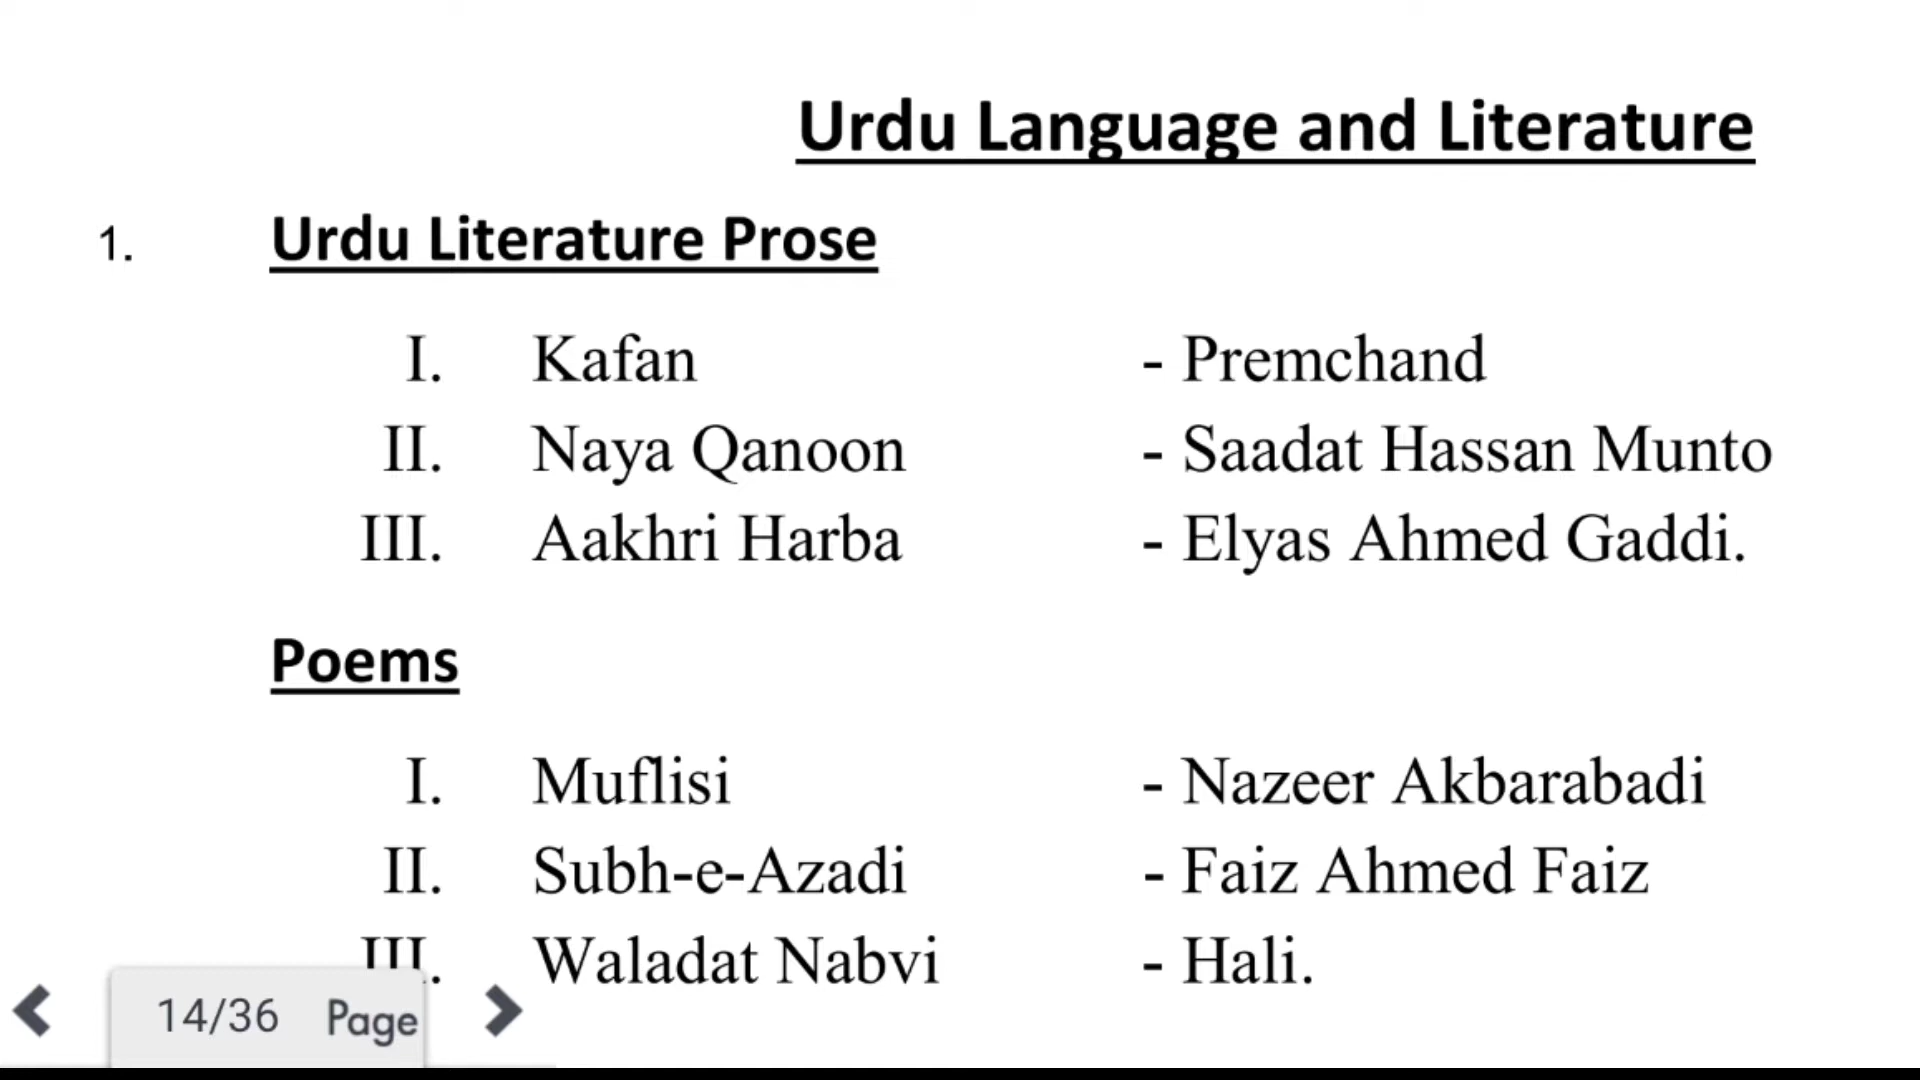 Urdu Language and Literature
1. Urdu Literature Prose
I. Kafan - Premchand
II. Naya Qanoon - Saadat Hassan Munto
III. Aakhri Harba - Elyas Ahmed Gaddi.
Poems
I. Muflisi - Nazeer Akbarabadi
II. Subh-e-Azadi - Faiz Ahmed Faiz
III. Waladat Nabvi - Hali.
14/36 Page